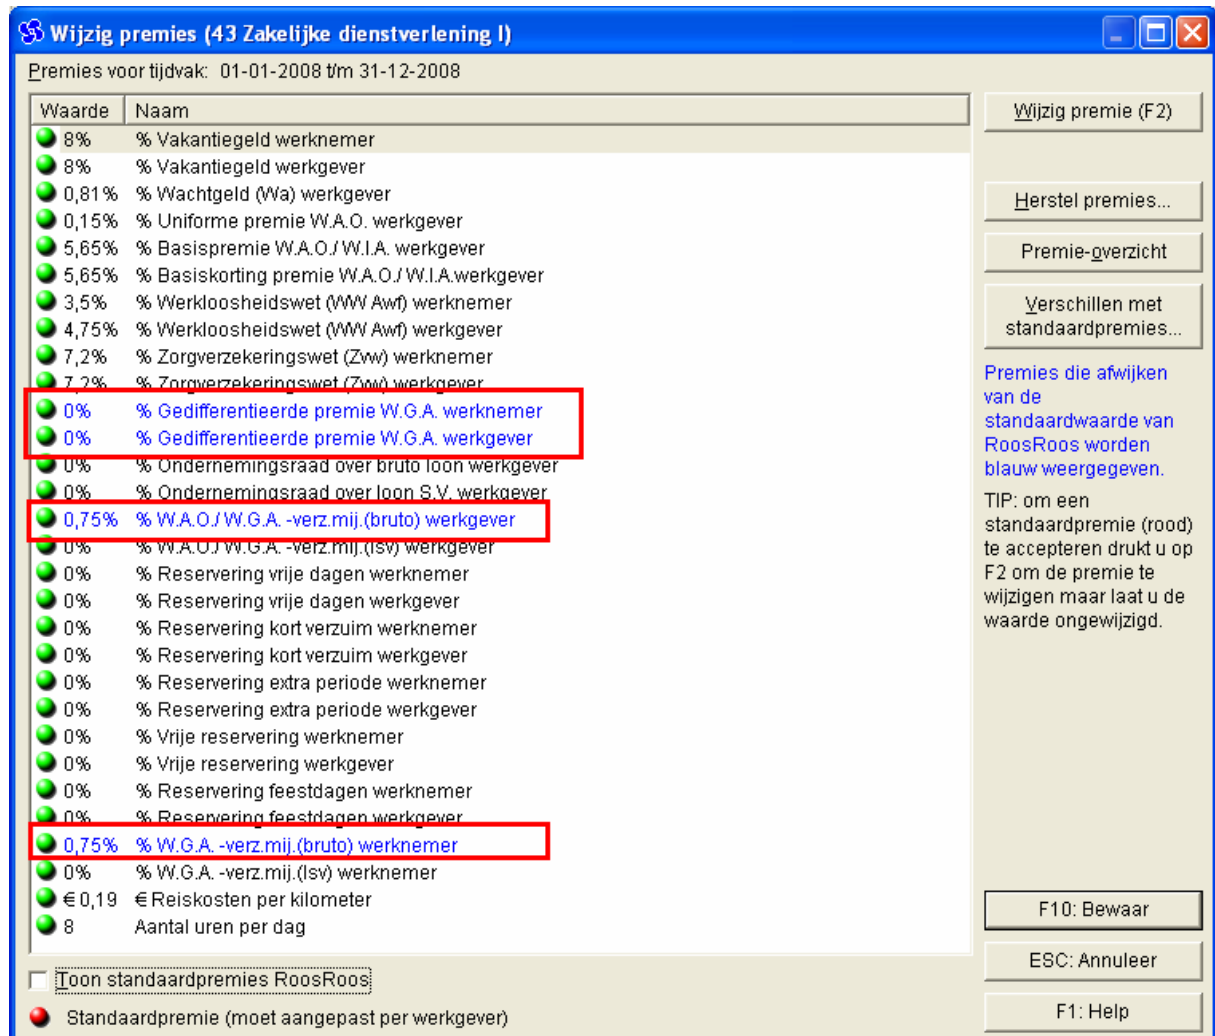 Wijzig premies (43 Zakelijke dienstverlening I)
Premies voor tijdvak: 01-01-2008 t/m 31-12-2008
Waarde Naam
8% % Vakantiegeld werknemer
8% % Vakantiegeld werkgever
0,81% % Wachtgeld (Wa) werkgever
0,15% % Uniforme premie W.A.O. werkgever
5,65% % Basispremie W.A.O./ W.I.A. werkgever
5,65% % Basiskorting premie W.A.O./ W.I.A.werkgever
3,5% % Werkloosheidswet (WW Awf) werknemer
4,75% % Werkloosheidswet (WW Awf) werkgever
7,2% % Zorgverzekeringswet (Zvw) werknemer
7,2% % Zorgverzekeringswet (Zvw) werkgever
0% % Gedifferentieerde premie W.G.A. werknemer
0% % Gedifferentieerde premie W.G.A. werkgever
0% % Ondernemingsraad over bruto loon werkgever
0% % Ondernemingsraad over loon S.V. werkgever
0,75% % W.A.O./ W.G.A. -verz.mij.(bruto) werkgever
0% % W.A.O./ W.G.A. -verz.mij.(lsv) werkgever
0% % Reservering vrije dagen werknemer
0% % Reservering vrije dagen werkgever
0% % Reservering kort verzuim werknemer
0% % Reservering kort verzuim werkgever
0% % Reservering extra periode werknemer
0% % Reservering extra periode werkgever
0% % Vrije reservering werknemer
0% % Vrije reservering werkgever
0% % Reservering feestdagen werknemer
0% % Reservering feestdagen werkgever
0,75% % W.G.A. -verz.mij.(bruto) werknemer
0% % W.G.A. -verz.mij.(lsv) werknemer
€ 0,19 € Reiskosten per kilometer
8 Aantal uren per dag
Toon standaardpremies RoosRoos
Standaardpremie (moet aangepast per werkgever)
Wijzig premie (F2)
Herstel premies...
Premie-overzicht
Verschillen met
standaardpremies...
Premies die afwijken
van de
standaardwaarde van
RoosRoos worden
blauw weergegeven.
TIP: om een
standaardpremie (rood)
te accepteren drukt u op
F2 om de premie te
wijzigen maar laat u de
waarde ongewijzigd.
F10: Bewaar
ESC: Annuleer
F1: Help